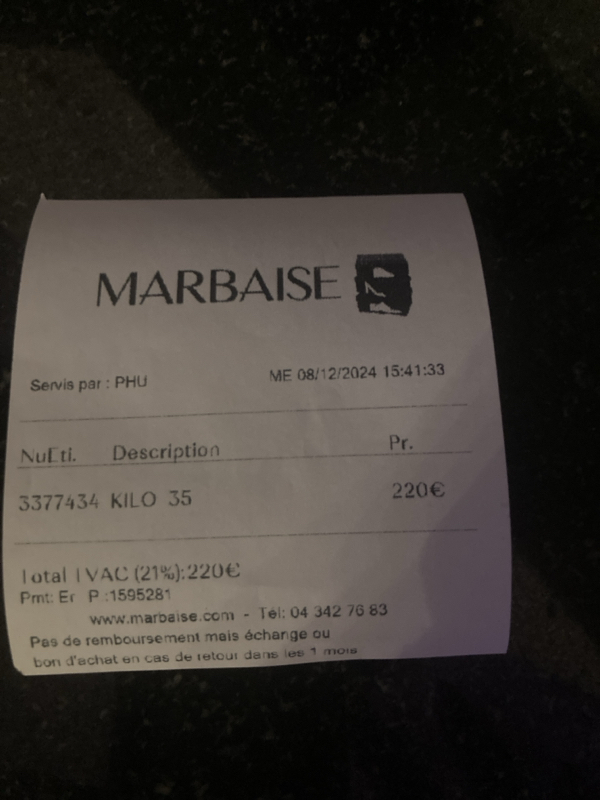 MARBAISE
Servis par : PHU ME 08/12/2024 15:41:33
NuEti. Description Pr.
3377434 KILO 35 220€
Total TVAC (21%):220€
Pmt: Er P :1595281
www.marbaise.com - Tél: 04 342 76 83
Pas de remboursement mais échange ou
bon d'achat en cas de retour dans les 1 mois